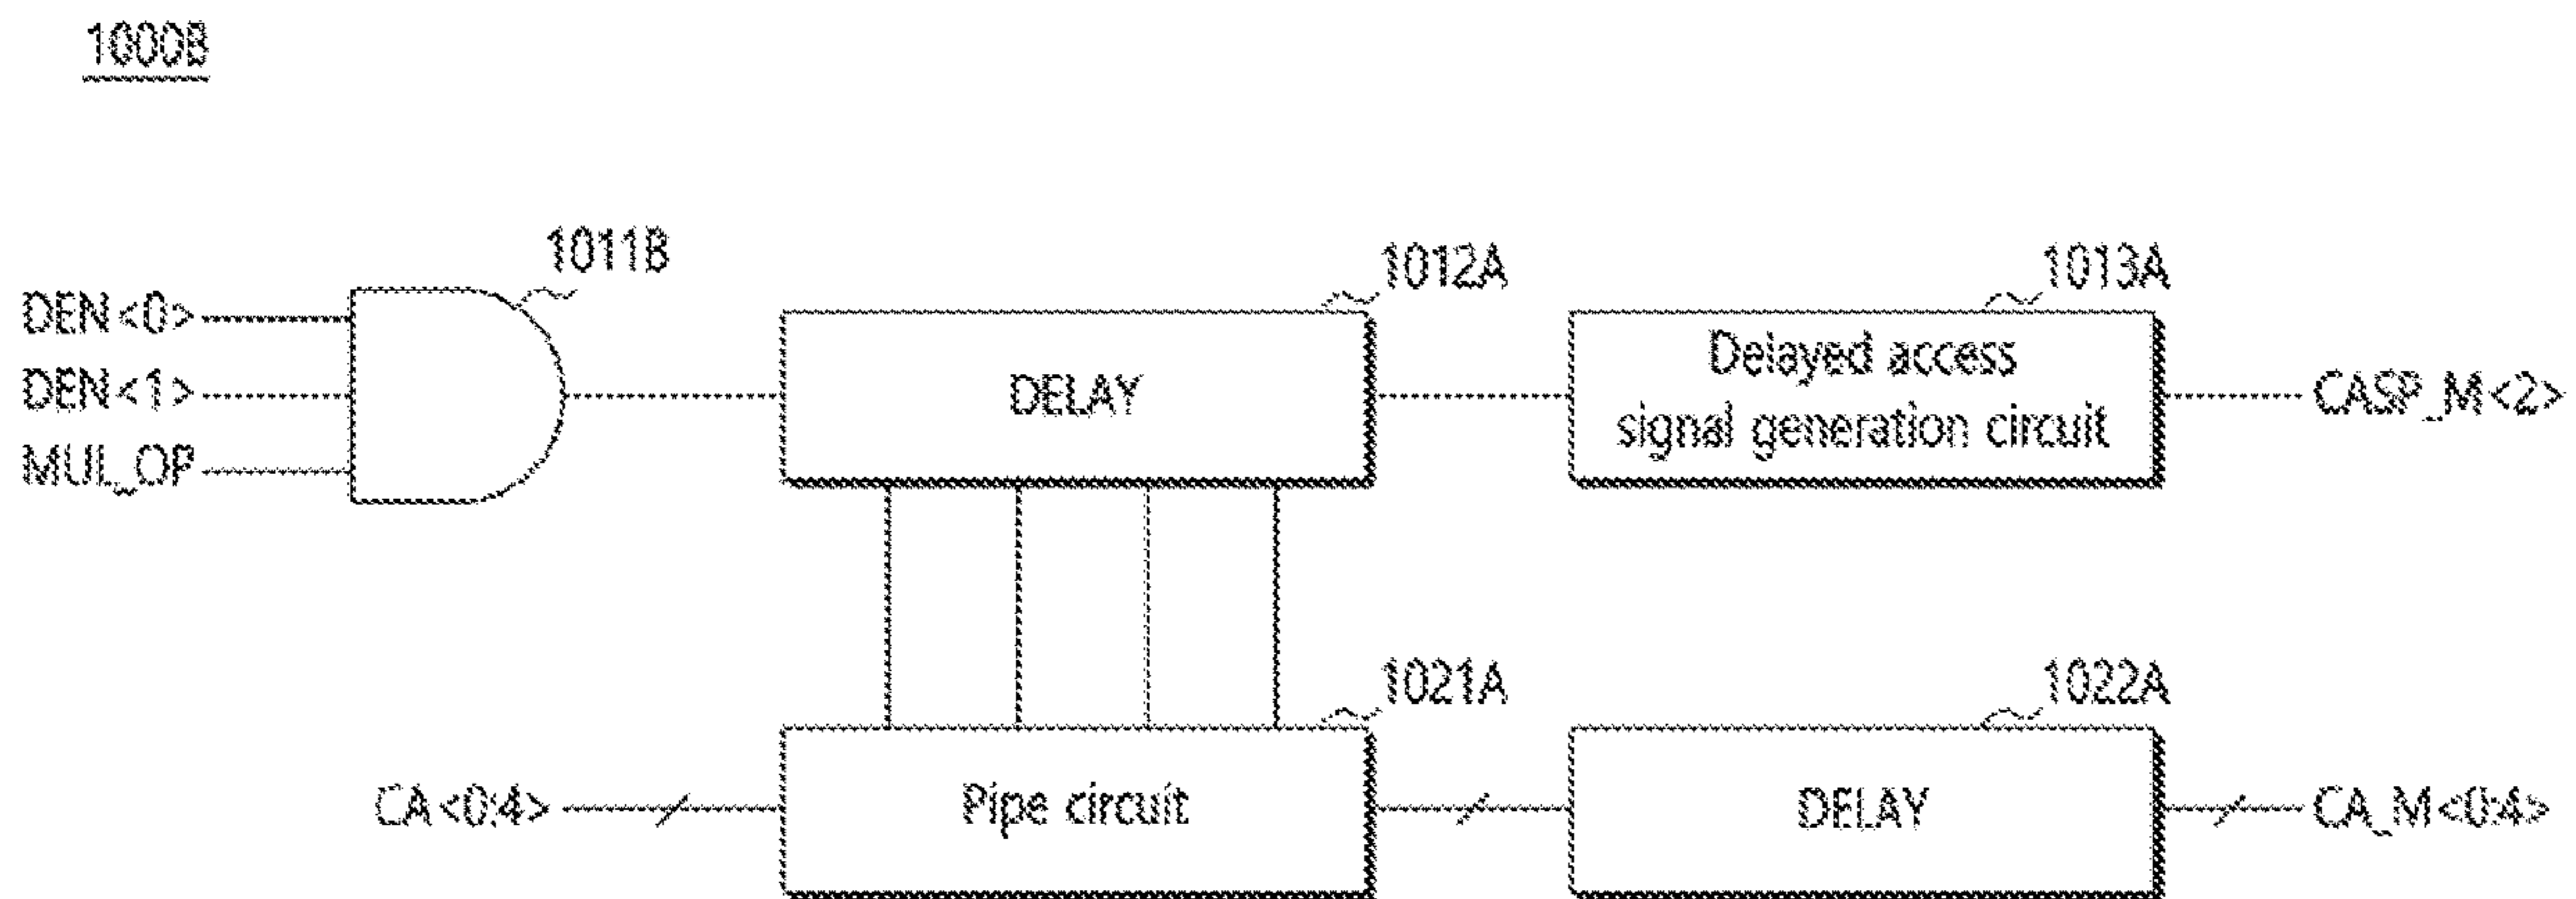 1000B
1011B
1012A
1013A
DEN<0>
DEN<1>
MUL_OP
DELAY
Delayed access
signal generation circuit
CASP_M<2>
1021A
1022A
CA<0:4>
Pipe circuit
DELAY
CA_M<0:4>